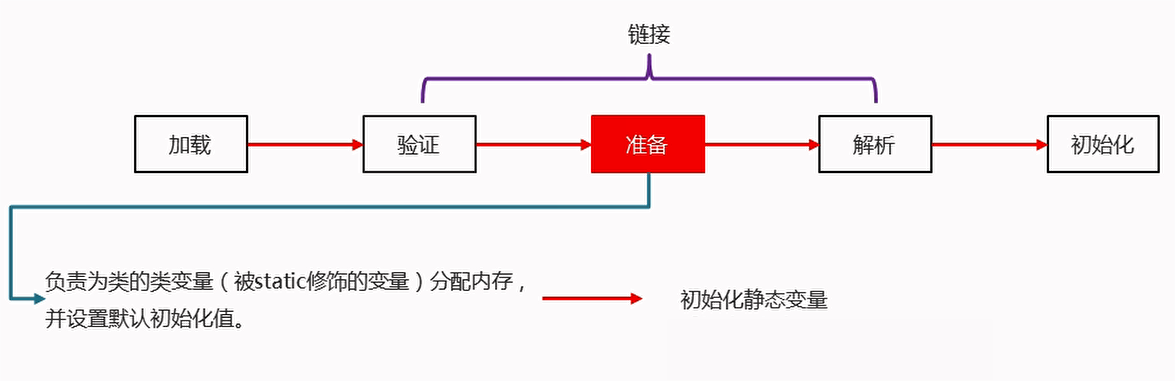 链接
加载
验证
准备
解析
初始化
负责为类的类变量（被static修饰的变量）分配内存，
并设置默认初始化值。
初始化静态变量